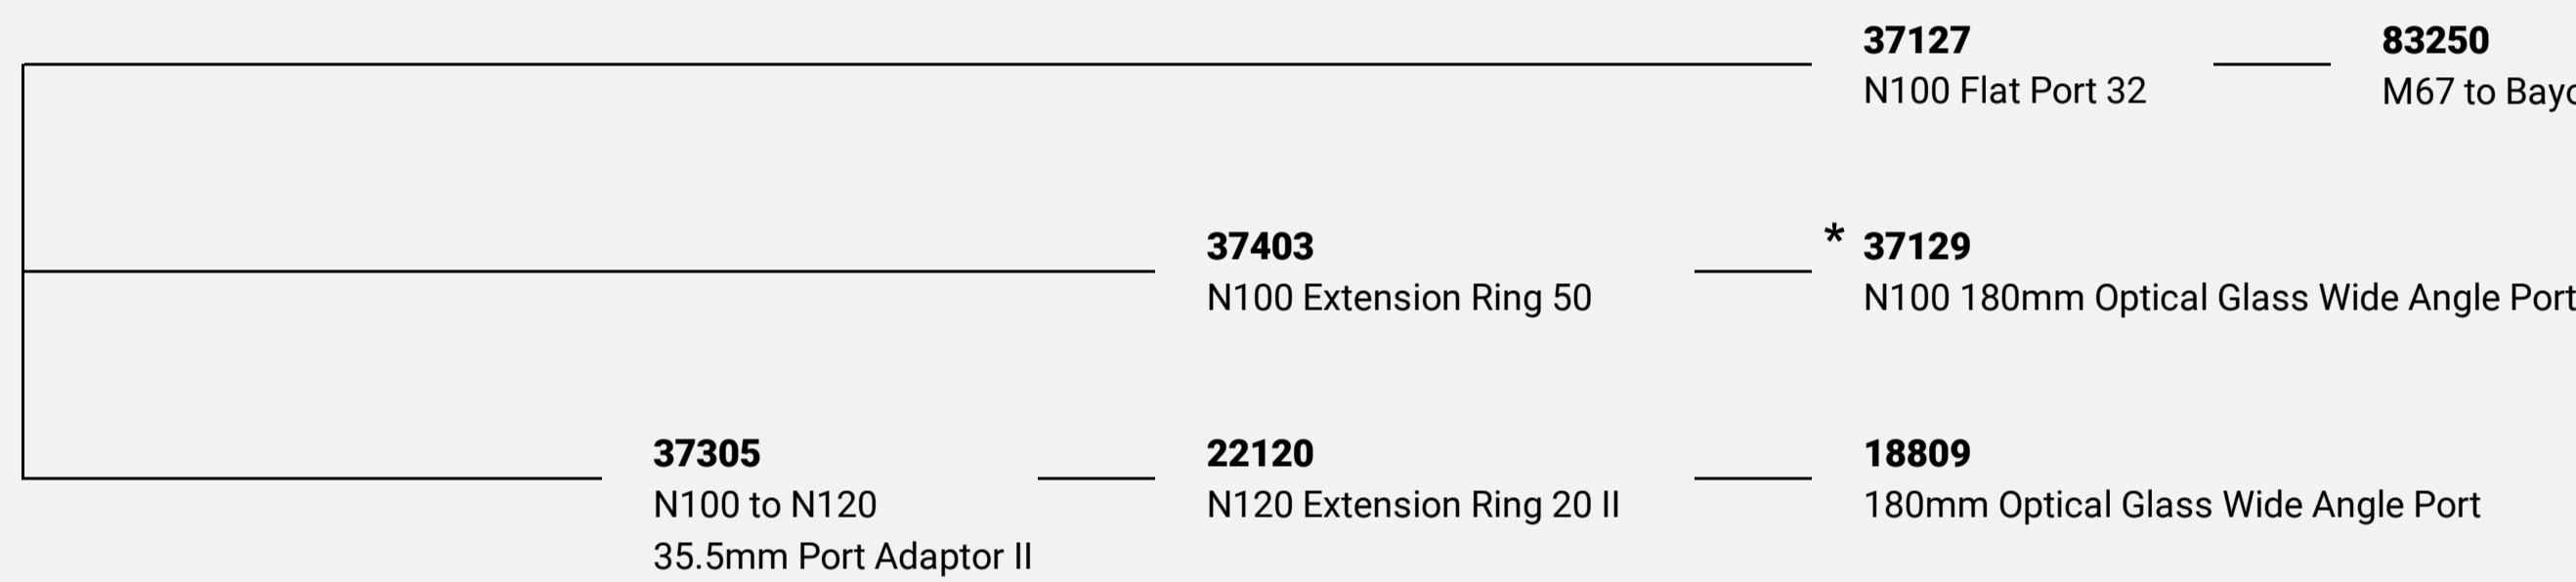 37127
N100 Flat Port 32
83250
M67 to
* 37403
N100 Extension Ring 50
37129
N100 180mm Optical Glass Wide Angle Port
37305
N100 to N120
35.5mm Port Adaptor II
22120
N120 Extension Ring 20 II
18809
180mm Optical Glass Wide Angle Port